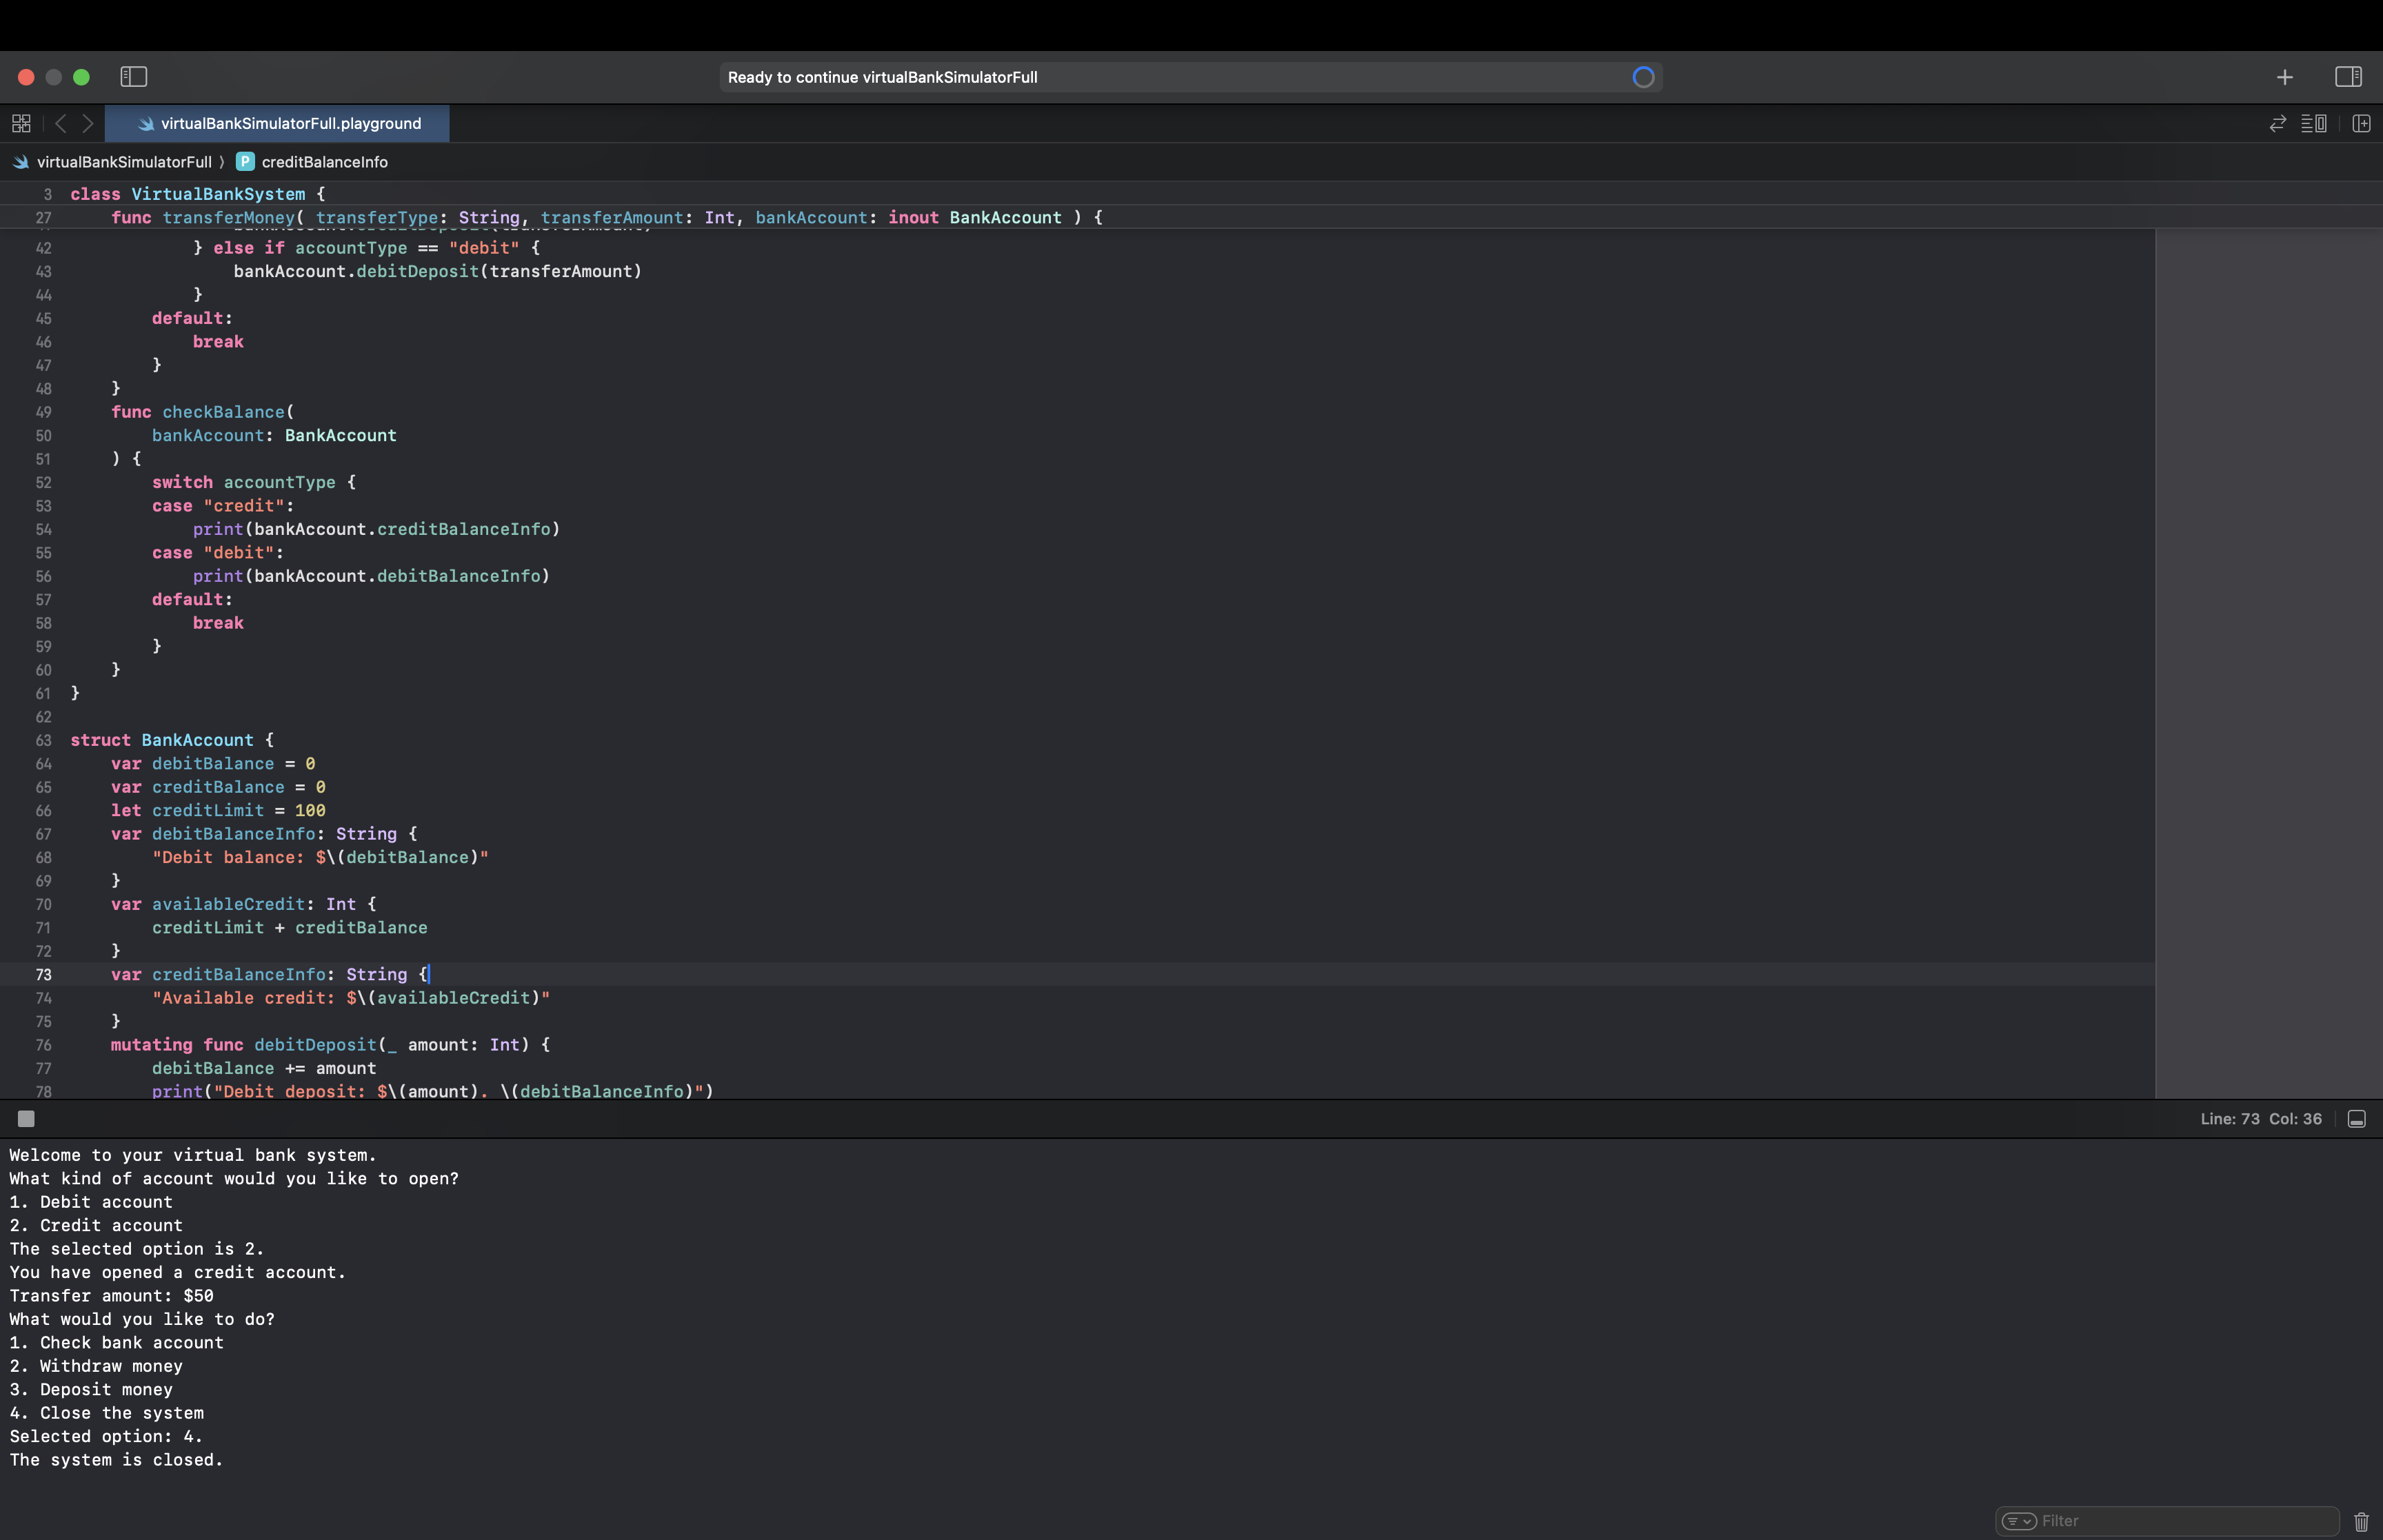 Ready to continue virtualBankSimulatorFull
virtualBankSimulatorFull.playground
virtualBankSimulatorFull ⟩ P creditBalanceInfo
3 class VirtualBankSystem {
27 func transferMoney( transferType: String, transferAmount: Int, bankAccount: inout BankAccount ) {
42 } else if accountType == "debit" {
43 bankAccount.debitDeposit(transferAmount)
44 }
45 default:
46 break
47 }
48 }
49 func checkBalance(
50 bankAccount: BankAccount
51 ) {
52 switch accountType {
53 case "credit":
54 print(bankAccount.creditBalanceInfo)
55 case "debit":
56 print(bankAccount.debitBalanceInfo)
57 default:
58 break
59 }
60 }
61 }
62
63 struct BankAccount {
64 var debitBalance = 0
65 var creditBalance = 0
66 let creditLimit = 100
67 var debitBalanceInfo: String {
68 "Debit balance: $\(debitBalance)"
69 }
70 var availableCredit: Int {
71 creditLimit + creditBalance
72 }
73 var creditBalanceInfo: String {
74 "Available credit: $\(availableCredit)"
75 }
76 mutating func debitDeposit(_ amount: Int) {
77 debitBalance += amount
78 print("Debit deposit: $\(amount). \(debitBalanceInfo)")
Line: 73 Col: 36
Welcome to your virtual bank system.
What kind of account would you like to open?
1. Debit account
2. Credit account
The selected option is 2.
You have opened a credit account.
Transfer amount: $50
What would you like to do?
1. Check bank account
2. Withdraw money
3. Deposit money
4. Close the system
Selected option: 4.
The system is closed.
Filter